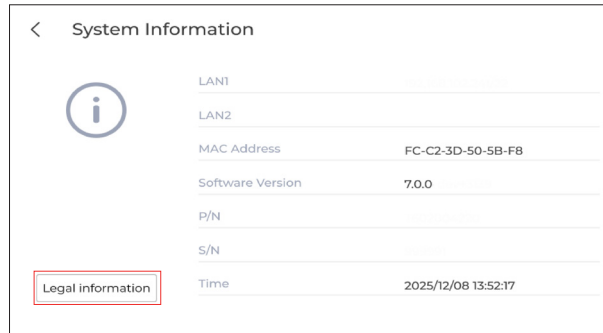 System Information
LAN1
LAN2
MAC Address FC-C2-3D-50-5B-F8
Software Version 7.0.0
P/N
S/N
Legal information
Time 2025/12/08 13:52:17